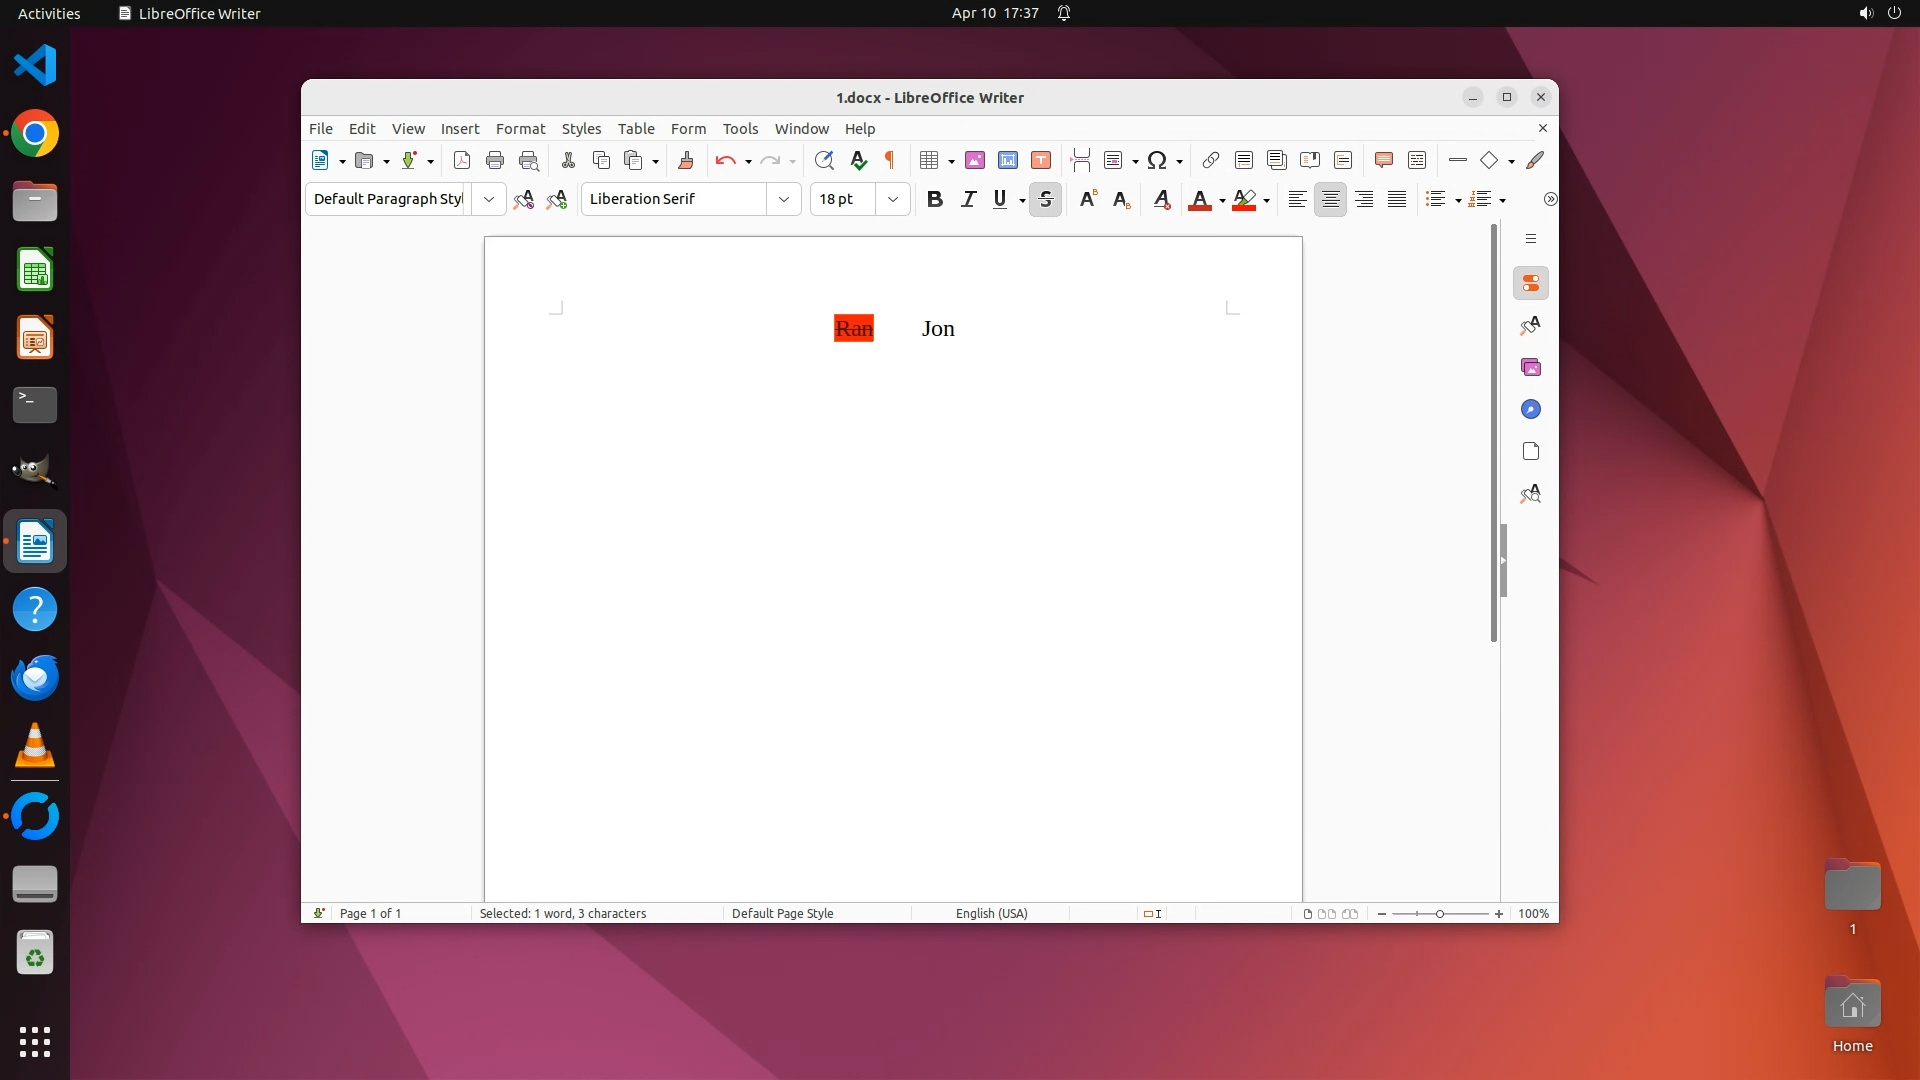 Activities LibreOffice Writer Apr 10 17:37
1.docx - LibreOffice Writer
File Edit View Insert Format Styles Table Form Tools Window Help
Default Paragraph Styl Liberation Serif 18 pt
Ran Jon
Page 1 of 1 Selected: 1 word, 3 characters Default Page Style English (USA) 100%
1
Home